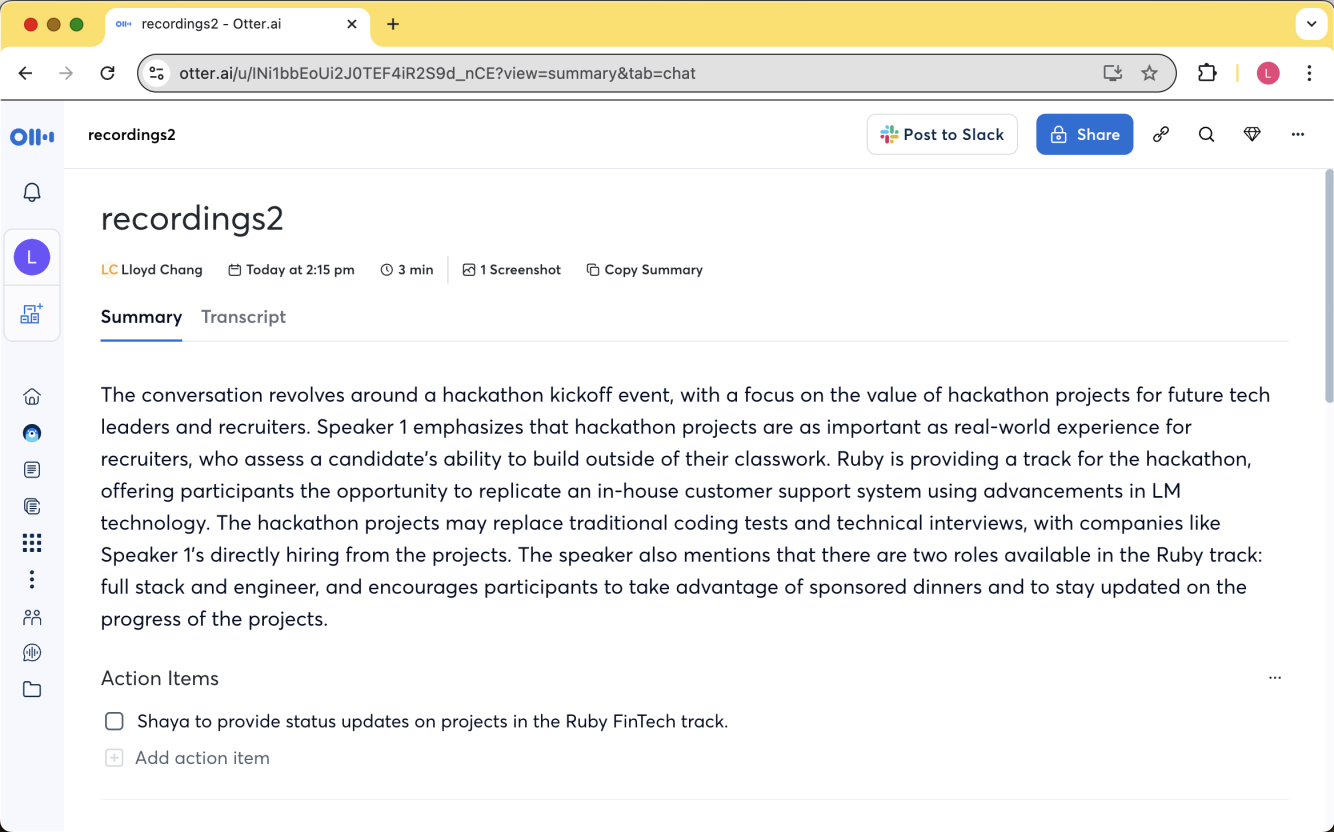 recordings2 - Otter.ai
otter.ai/u/lNi1bbEoUi2J0TEF4iR2S9d_nCE?view=summary&tab=chat
L
recordings2
Post to Slack
Share
L
recordings2
LC Lloyd Chang
Today at 2:15 pm
3 min
1 Screenshot
Copy Summary
Summary
Transcript
The conversation revolves around a hackathon kickoff event, with a focus on the value of hackathon projects for future tech
leaders and recruiters. Speaker 1 emphasizes that hackathon projects are as important as real-world experience for
recruiters, who assess a candidate's ability to build outside of their classwork. Ruby is providing a track for the hackathon,
offering participants the opportunity to replicate an in-house customer support system using advancements in LM
technology. The hackathon projects may replace traditional coding tests and technical interviews, with companies like
Speaker 1's directly hiring from the projects. The speaker also mentions that there are two roles available in the Ruby track:
full stack and engineer, and encourages participants to take advantage of sponsored dinners and to stay updated on the
progress of the projects.
Action Items
Shaya to provide status updates on projects in the Ruby FinTech track.
Add action item